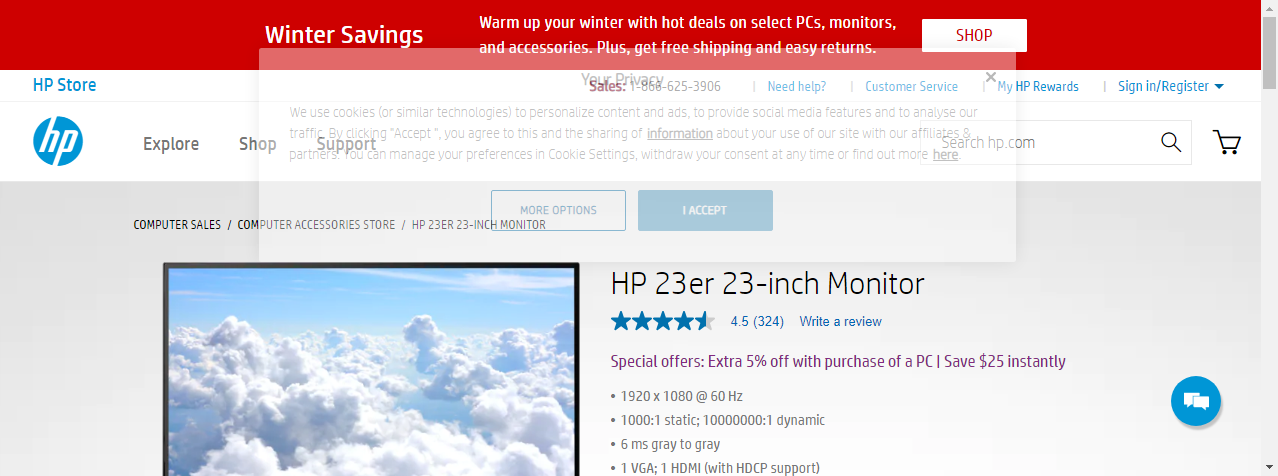 Winter Savings
Warm up your winter with hot deals on select PCs, monitors,
and accessories. Plus, get free shipping and easy returns.
SHOP
HP Store
Sales: 1-866-625-3906 | Need help? | Customer Service | My HP Rewards | Sign in/Register
Your Privacy
We use cookies (or similar technologies) to personalize content and ads, to provide social media features and to analyse our
traffic. By clicking "Accept ", you agree to this and the sharing of information about your use of our site with our affiliates &
partners. You can manage your preferences in Cookie Settings, withdraw your consent at any time or find out more here.
MORE OPTIONS
I ACCEPT
hp
Explore
Shop
Support
Search hp.com
COMPUTER SALES / COMPUTER ACCESSORIES STORE / HP 23ER 23-INCH MONITOR
HP 23er 23-inch Monitor
4.5 (324) Write a review
Special offers: Extra 5% off with purchase of a PC | Save $25 instantly
• 1920 x 1080 @ 60 Hz
• 1000:1 static; 10000000:1 dynamic
• 6 ms gray to gray
• 1 VGA; 1 HDMI (with HDCP support)